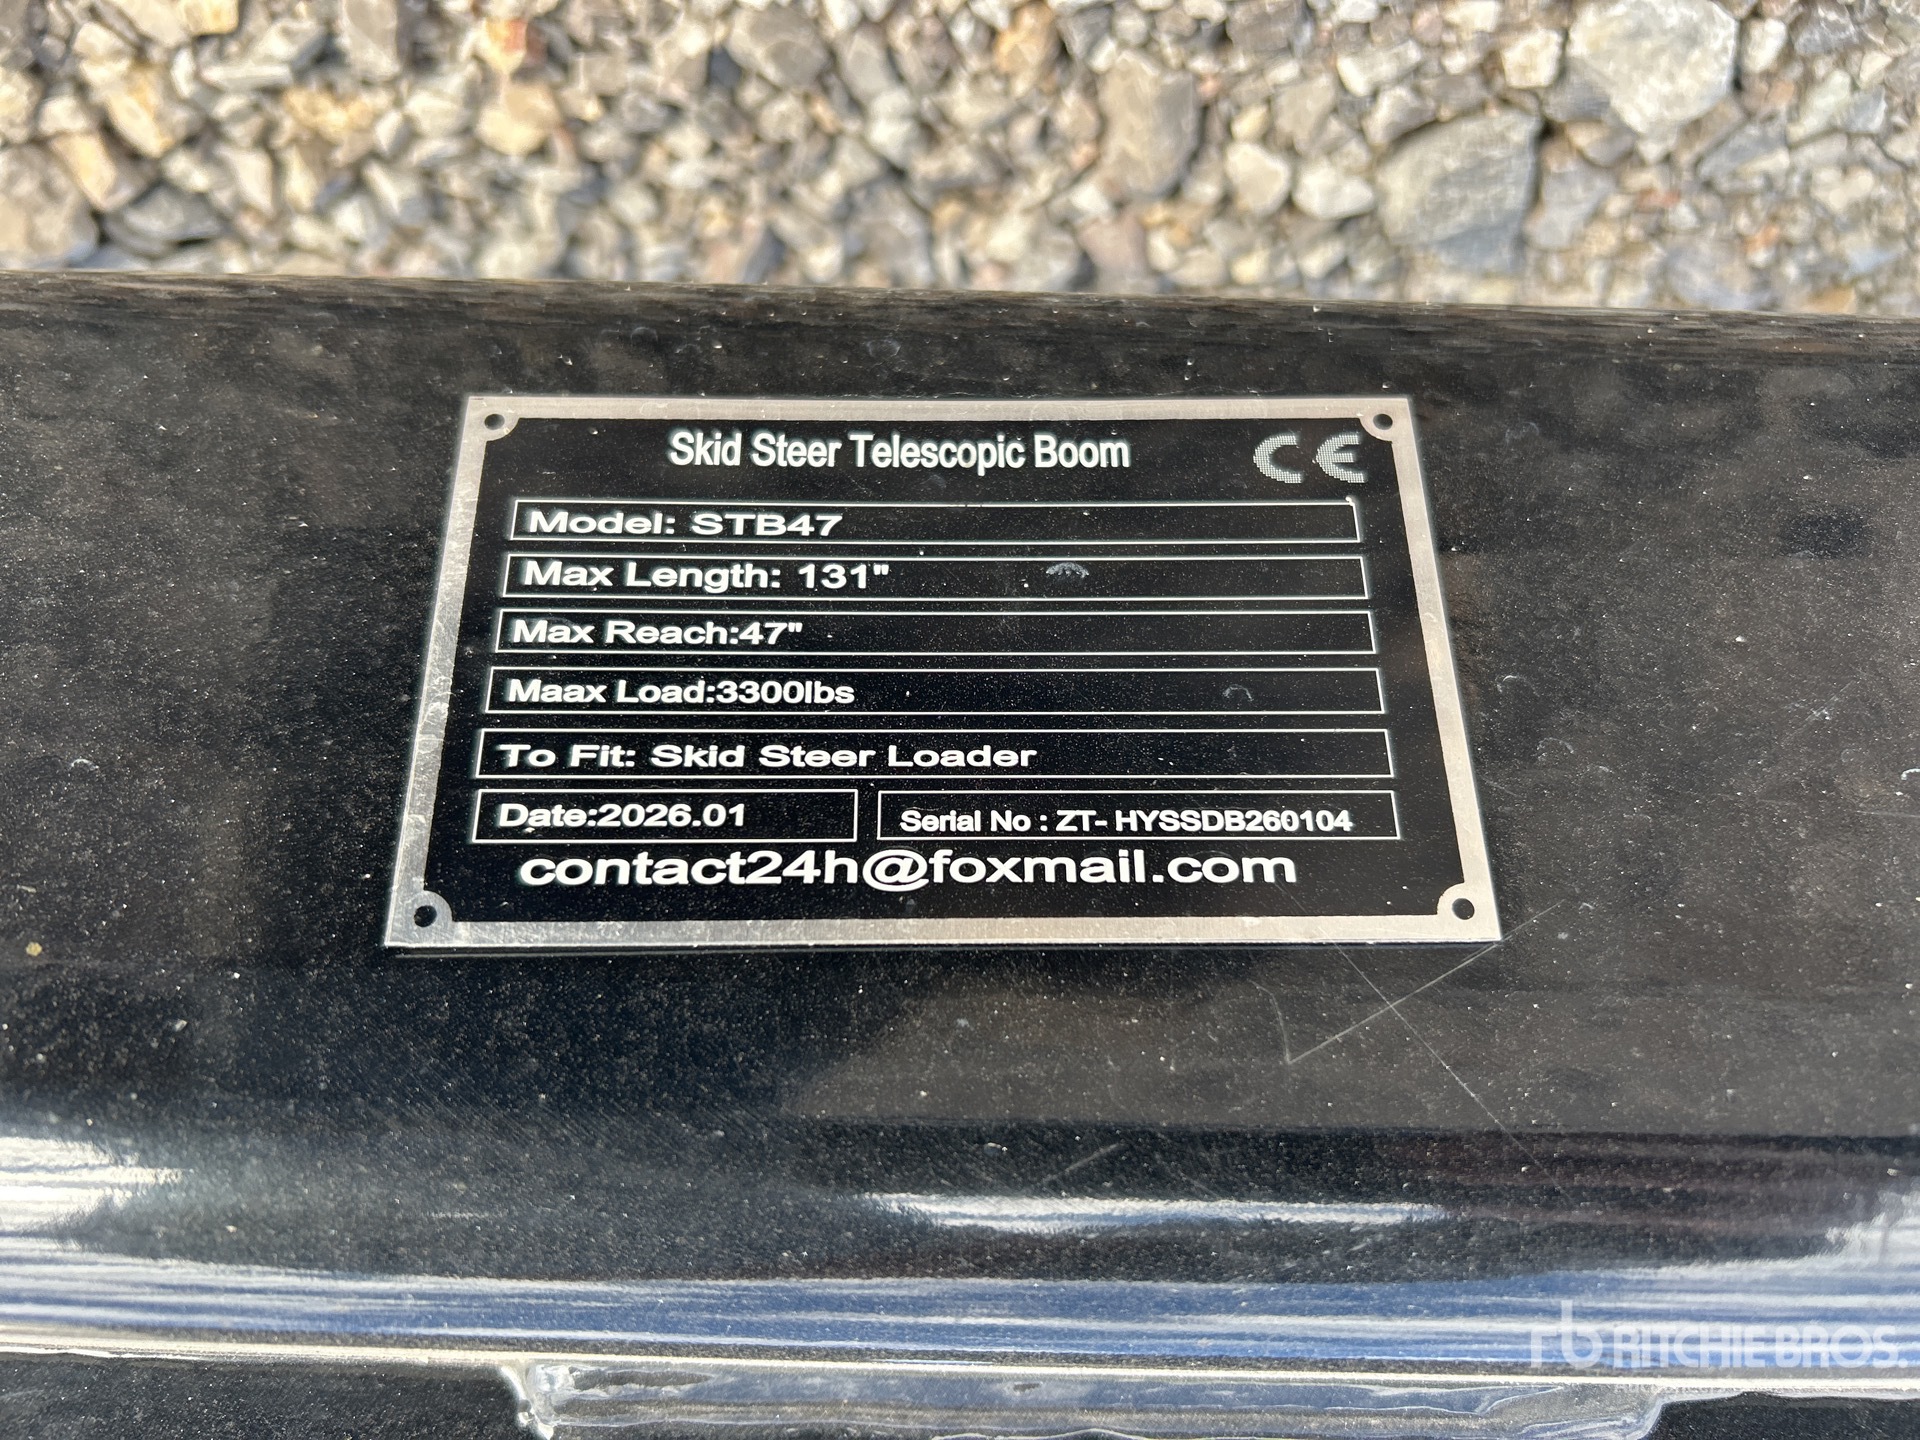 Skid Steer Telescopic Boom CE
Model: STB47
Max Length: 131"
Max Reach:47"
Maax Load:3300lbs
To Fit: Skid Steer Loader
Date:2026.01 Serial No : ZT- HYSSDB260104
contact24h@foxmail.com
rb RITCHIE BROS.